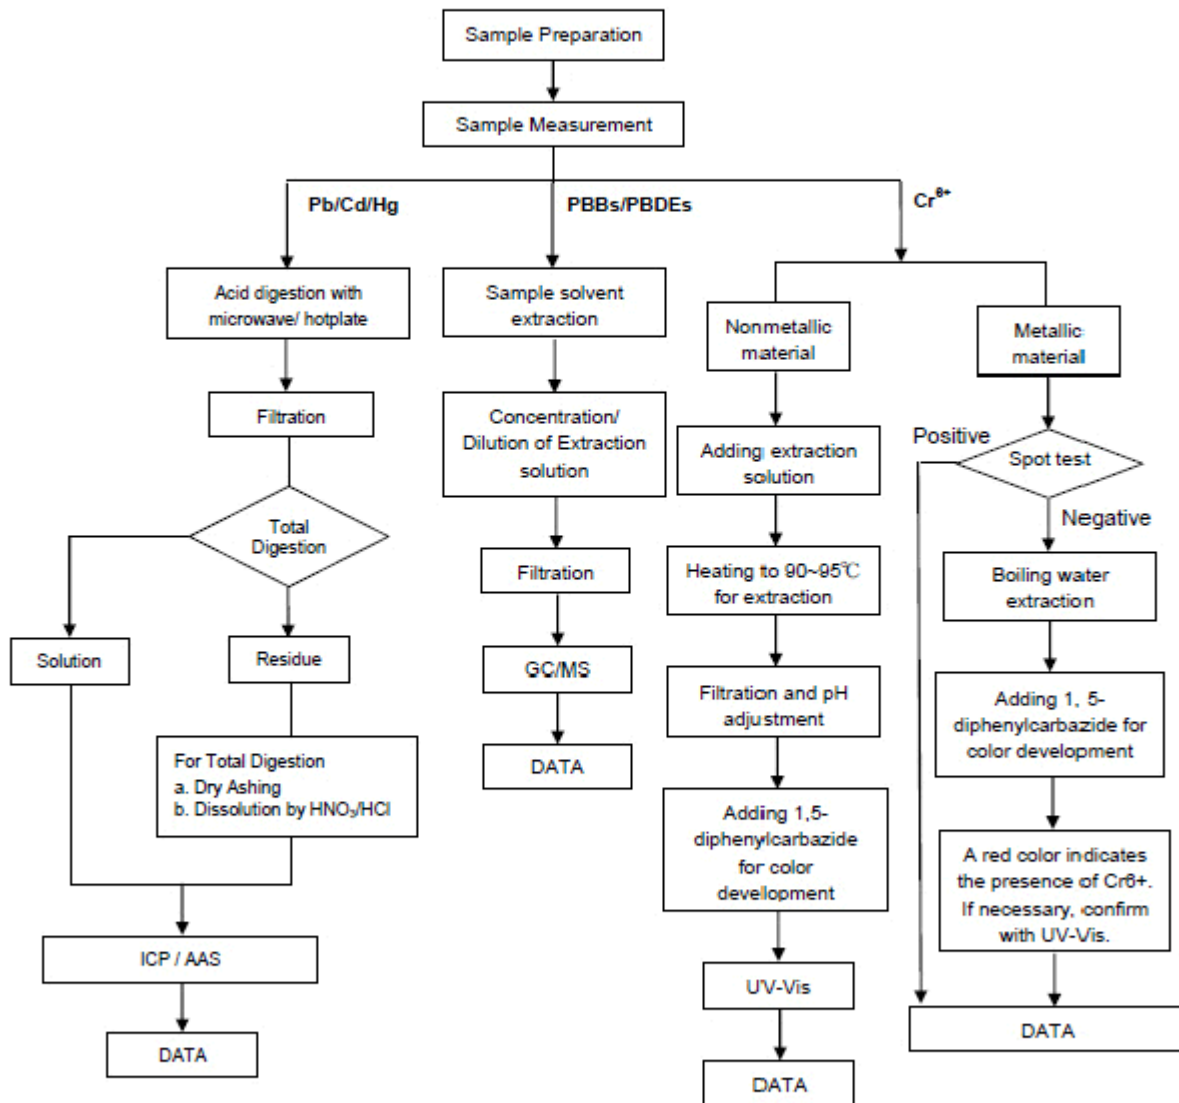 Sample Preparation
Sample Measurement
Pb/Cd/Hg
PBBs/PBDEs
Cr⁶⁺
Acid digestion with
microwave/ hotplate
Filtration
Total
Digestion
Solution
Residue
For Total Digestion
a. Dry Ashing
b. Dissolution by HNO₃/HCl
ICP / AAS
DATA
Sample solvent
extraction
Concentration/
Dilution of Extraction
solution
Filtration
GC/MS
DATA
Nonmetallic
material
Adding extraction
solution
Heating to 90~95℃
for extraction
Filtration and pH
adjustment
Adding 1,5-
diphenylcarbazide
for color
development
UV-Vis
DATA
Metallic
material
Positive
Spot test
Negative
Boiling water
extraction
Adding 1, 5-
diphenylcarbazide for
color development
A red color indicates
the presence of Cr6+.
If necessary, confirm
with UV-Vis.
DATA